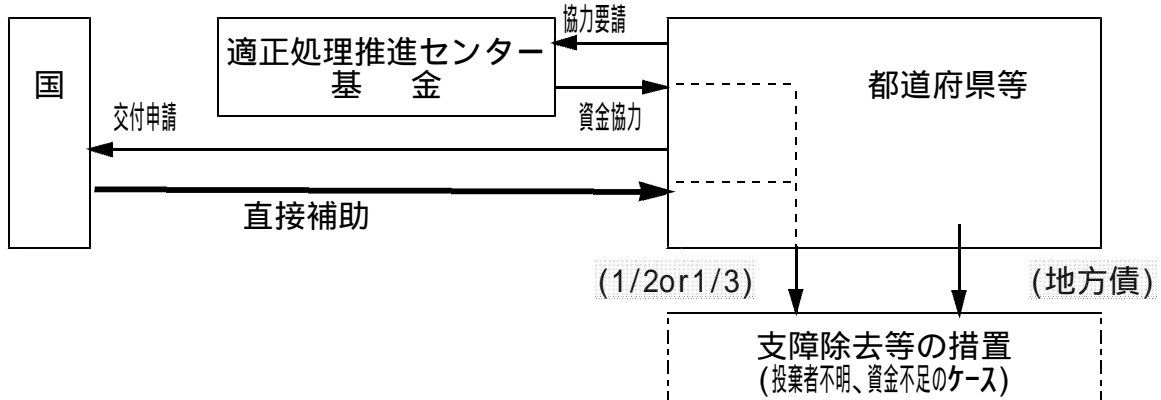 協力要請
適正処理推進センター
基　金
国
都道府県等
資金協力
交付申請
直接補助
(1/2or1/3)
(地方債)
支障除去等の措置
(投棄者不明、資金不足のケース)